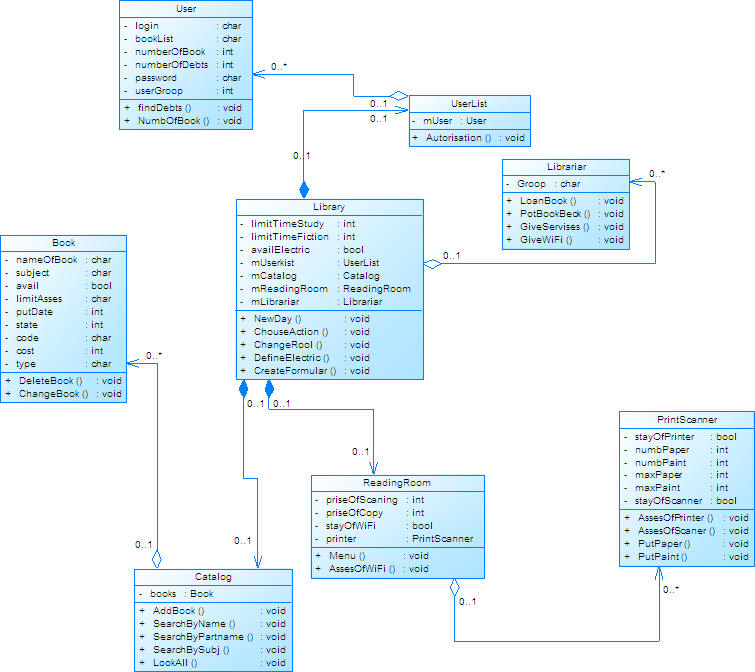 User
- login : char
- bookList : char
- numberOfBook : int
- numberOfDebts : int
- password : char
- userGroop : int
+ findDebts () : void
+ NumbOfBook () : void
0..*
0..1
0..1
UserList
- mUser : User
+ Autorisation () : void
0..1
Librariar
- Groop : char
+ LoanBook () : void
+ PotBookBeck () : void
+ GiveServises () : void
+ GiveWiFi () : void
0..*
0..1
Library
- limitTimeStudy : int
- limitTimeFiction : int
- availElectric : bool
- mUserkist : UserList
- mCatalog : Catalog
- mReadingRoom : ReadingRoom
- mLibrariar : Librariar
+ NewDay () : void
+ ChouseAction () : void
+ ChangeRool () : void
+ DefineElectric () : void
+ CreateFormular () : void
0..1
0..1
Book
- nameOfBook : char
- subject : char
- avail : bool
- limitAsses : char
- putDate : int
- state : int
- code : char
- cost : int
- type : char
+ DeleteBook () : void
+ ChangeBook () : void
0..*
0..1
0..1
0..1
ReadingRoom
- priseOfScaning : int
- priseOfCopy : int
- stayOfWiFi : bool
- printer : PrintScanner
+ Menu () : void
+ AssesOfWiFi () : void
0..1
0..*
PrintScanner
- stayOfPrinter : bool
- numbPaper : int
- numbPaint : int
- maxPaper : int
- maxPaint : int
- stayOfScanner : bool
+ AssesOfPrinter () : void
+ AssesOfScaner () : void
+ PutPaper () : void
+ PutPaint () : void
Catalog
- books : Book
+ AddBook () : void
+ SearchByName () : void
+ SearchByPartname () : void
+ SearchBySubj () : void
+ LookAll () : void